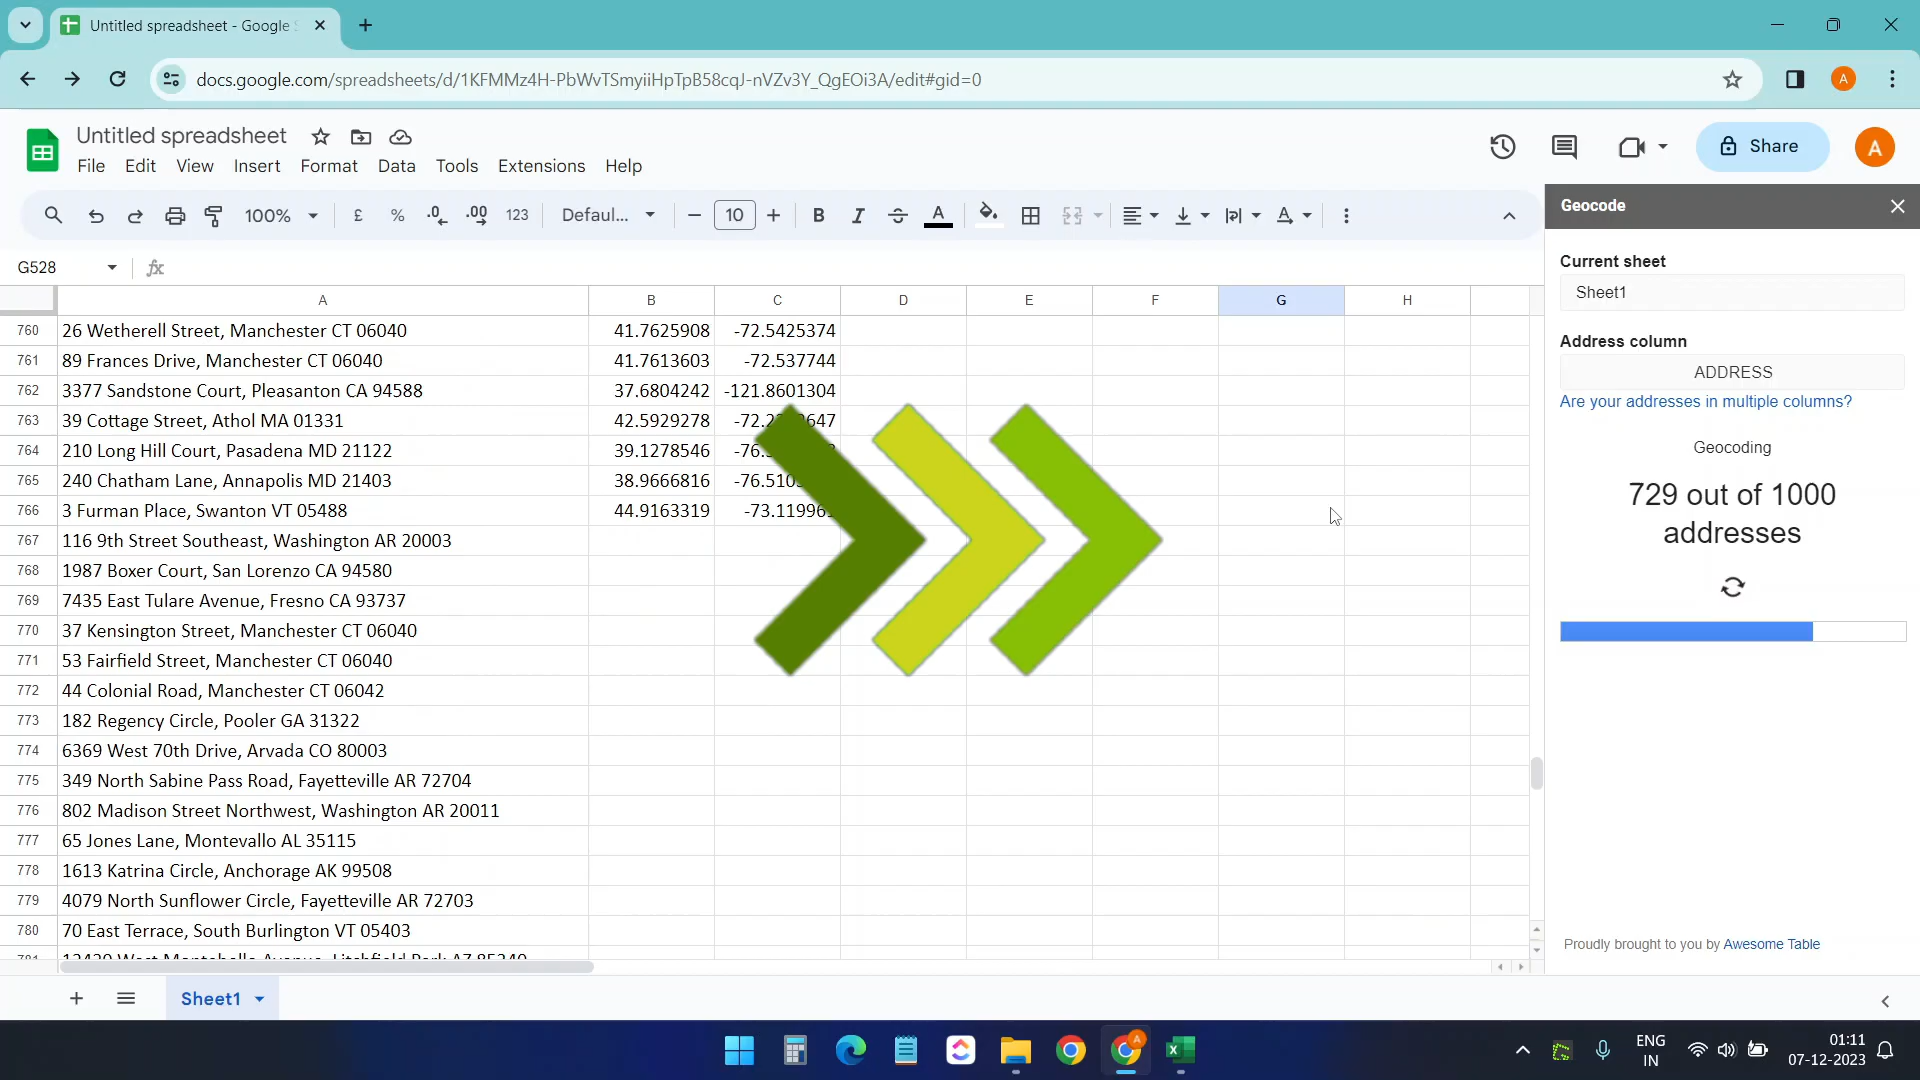 Untitled spreadsheet - Google
docs.google.com/spreadsheets/d/1KFMMz4H-PbWvTSmyiiHpTpB58cqJ-nVZv3Y_QgEOi3A/edit#gid=0
Untitled spreadsheet
File Edit View Insert Format Data Tools Extensions Help
Share
A
100% £ % .0 .00 123 Defaul... 10 B I A
G528 fx
A B C D E F G H
760 26 Wetherell Street, Manchester CT 06040 41.7625908 -72.5425374
761 89 Frances Drive, Manchester CT 06040 41.7613603 -72.537744
762 3377 Sandstone Court, Pleasanton CA 94588 37.6804242 -121.8601304
763 39 Cottage Street, Athol MA 01331 42.5929278
764 210 Long Hill Court, Pasadena MD 21122 39.1278546
765 240 Chatham Lane, Annapolis MD 21403 38.9666816
766 3 Furman Place, Swanton VT 05488 44.9163319
767 116 9th Street Southeast, Washington AR 20003
768 1987 Boxer Court, San Lorenzo CA 94580
769 7435 East Tulare Avenue, Fresno CA 93737
770 37 Kensington Street, Manchester CT 06040
771 53 Fairfield Street, Manchester CT 06040
772 44 Colonial Road, Manchester CT 06042
773 182 Regency Circle, Pooler GA 31322
774 6369 West 70th Drive, Arvada CO 80003
775 349 North Sabine Pass Road, Fayetteville AR 72704
776 802 Madison Street Northwest, Washington AR 20011
777 65 Jones Lane, Montevallo AL 35115
778 1613 Katrina Circle, Anchorage AK 99508
779 4079 North Sunflower Circle, Fayetteville AR 72703
780 70 East Terrace, South Burlington VT 05403
Geocode
Current sheet
Sheet1
Address column
ADDRESS
Are your addresses in multiple columns?
Geocoding
729 out of 1000
addresses
Proudly brought to you by Awesome Table
Sheet1
ENG
IN
01:11
07-12-2023